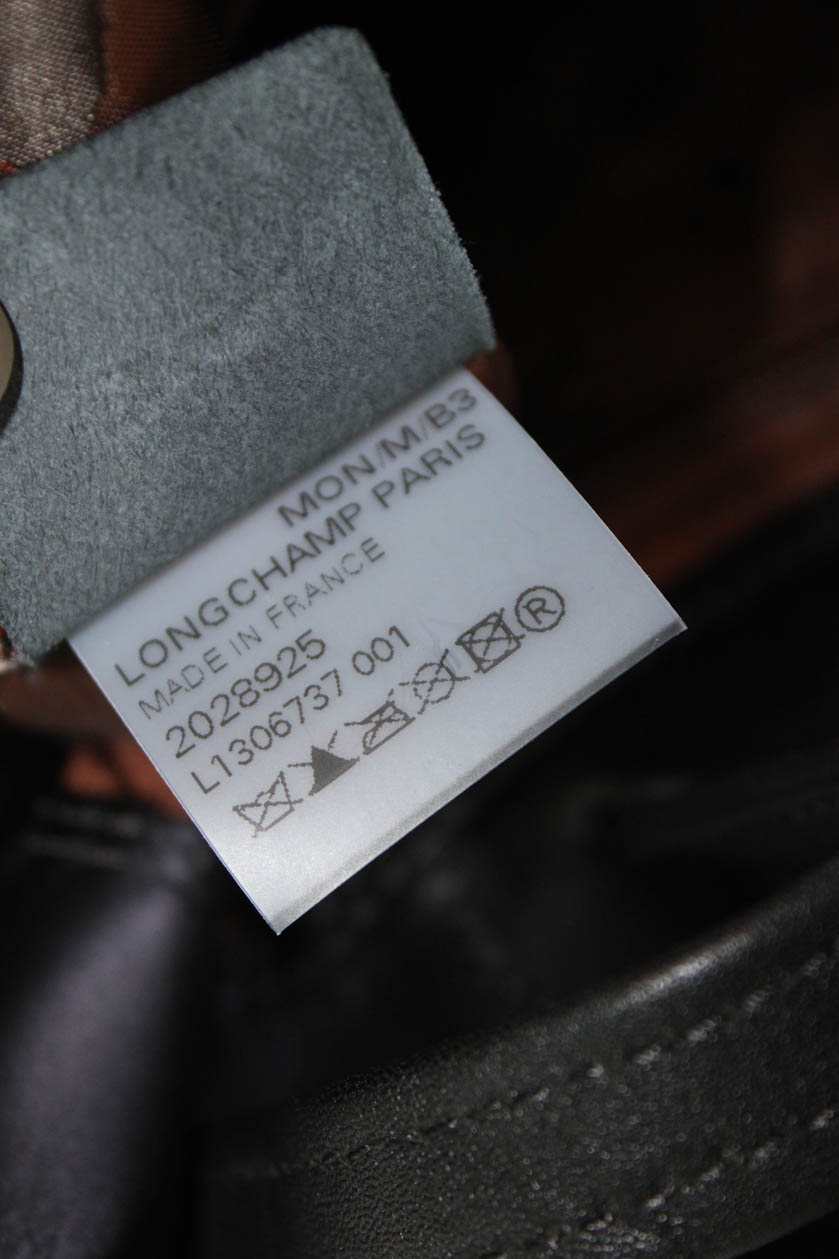 MON/M/B3
LONGCHAMP PARIS
MADE IN FRANCE
2028925
L1306737 001
®